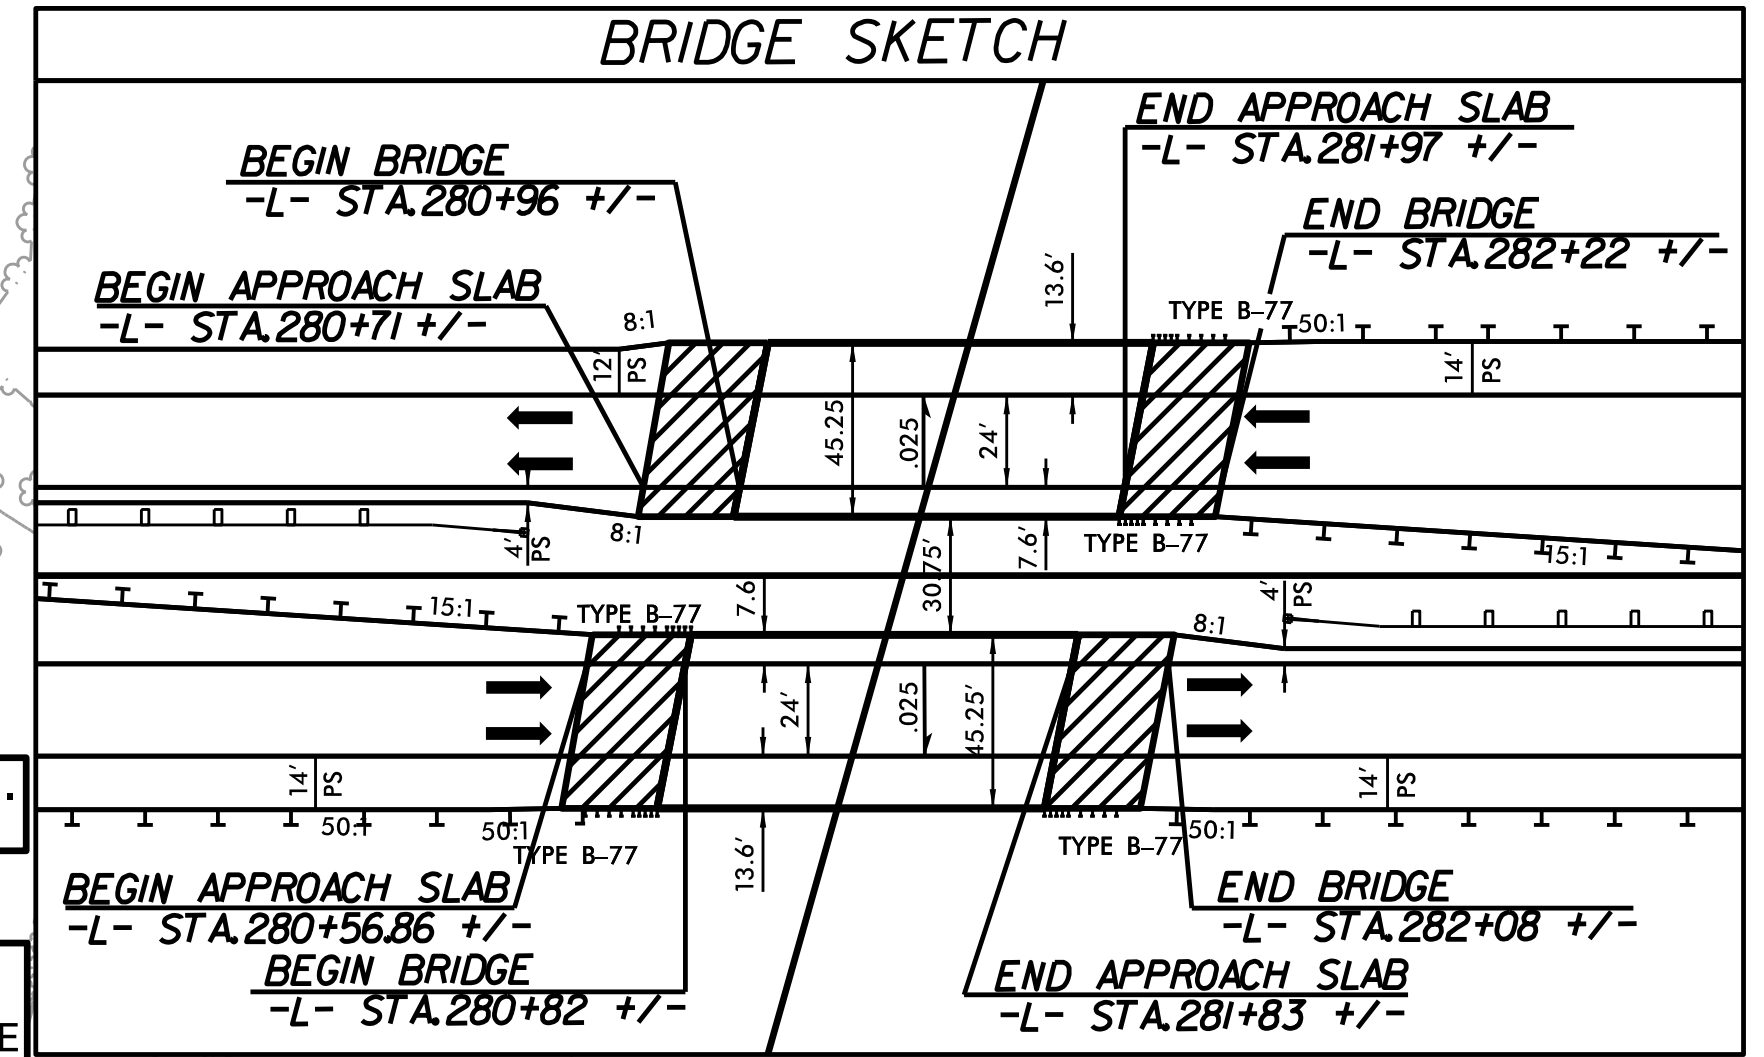 BRIDGE SKETCH
END APPROACH SLAB
-L- STA.281+97 +/-
BEGIN BRIDGE
-L- STA.280+96 +/-
END BRIDGE
-L- STA.282+22 +/-
BEGIN APPROACH SLAB
-L- STA.280+71 +/-
8:1
13.6'
TYPE B-77
50:1
12'
PS
14'
PS
45.25
.025
24'
8:1
4'
PS
30.75'
7.6'
TYPE B-77
15:1
15:1
TYPE B-77
7.6
4'
PS
8:1
24'
.025
45.25'
14'
PS
14'
PS
50:1
50:1
TYPE B-77
13.6'
TYPE B-77
50:1
BEGIN APPROACH SLAB
-L- STA.280+56.86 +/-
END BRIDGE
-L- STA.282+08 +/-
BEGIN BRIDGE
-L- STA.280+82 +/-
END APPROACH SLAB
-L- STA.281+83 +/-
E